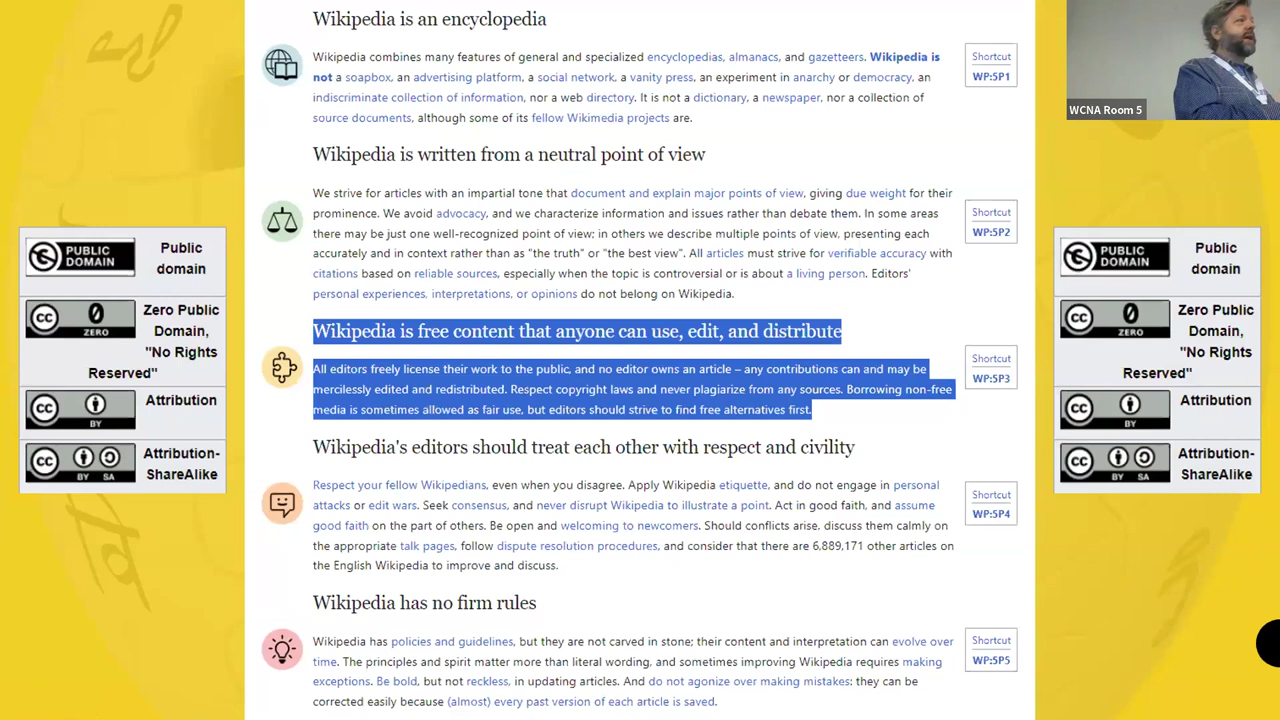 Wikipedia is an encyclopedia
Wikipedia combines many features of general and specialized encyclopedias, almanacs, and gazetteers. Wikipedia is
not a soapbox, an advertising platform, a social network, a vanity press, an experiment in anarchy or democracy, an
indiscriminate collection of information, nor a web directory. It is not a dictionary, a newspaper, nor a collection of
source documents, although some of its fellow Wikimedia projects are.
Shortcut
WP:5P1
WCNA Room 5
Wikipedia is written from a neutral point of view
We strive for articles with an impartial tone that document and explain major points of view, giving due weight for their
prominence. We avoid advocacy, and we characterize information and issues rather than debate them. In some areas
there may be just one well-recognized point of view; in others we describe multiple points of view, presenting each
accurately and in context rather than as "the truth" or "the best view". All articles must strive for verifiable accuracy with
citations based on reliable sources, especially when the topic is controversial or is about a living person. Editors'
personal experiences, interpretations, or opinions do not belong on Wikipedia.
Shortcut
WP:5P2
Wikipedia is free content that anyone can use, edit, and distribute
All editors freely license their work to the public, and no editor owns an article – any contributions can and may be
mercilessly edited and redistributed. Respect copyright laws and never plagiarize from any sources. Borrowing non-free
media is sometimes allowed as fair use, but editors should strive to find free alternatives first.
Shortcut
WP:5P3
Wikipedia's editors should treat each other with respect and civility
Respect your fellow Wikipedians, even when you disagree. Apply Wikipedia etiquette, and do not engage in personal
attacks or edit wars. Seek consensus, and never disrupt Wikipedia to illustrate a point. Act in good faith, and assume
good faith on the part of others. Be open and welcoming to newcomers. Should conflicts arise, discuss them calmly on
the appropriate talk pages, follow dispute resolution procedures, and consider that there are 6,889,171 other articles on
the English Wikipedia to improve and discuss.
Shortcut
WP:5P4
Wikipedia has no firm rules
Wikipedia has policies and guidelines, but they are not carved in stone; their content and interpretation can evolve over
time. The principles and spirit matter more than literal wording, and sometimes improving Wikipedia requires making
exceptions. Be bold, but not reckless, in updating articles. And do not agonize over making mistakes: they can be
corrected easily because (almost) every past version of each article is saved.
Shortcut
WP:5P5
PUBLIC
DOMAIN
Public
domain
CC 0
ZERO
Zero Public
Domain,
"No Rights
Reserved"
CC
BY
Attribution
CC
BY SA
Attribution-
ShareAlike
PUBLIC
DOMAIN
Public
domain
CC 0
ZERO
Zero Public
Domain,
"No Rights
Reserved"
CC
BY
Attribution
CC
BY SA
Attribution-
ShareAlike